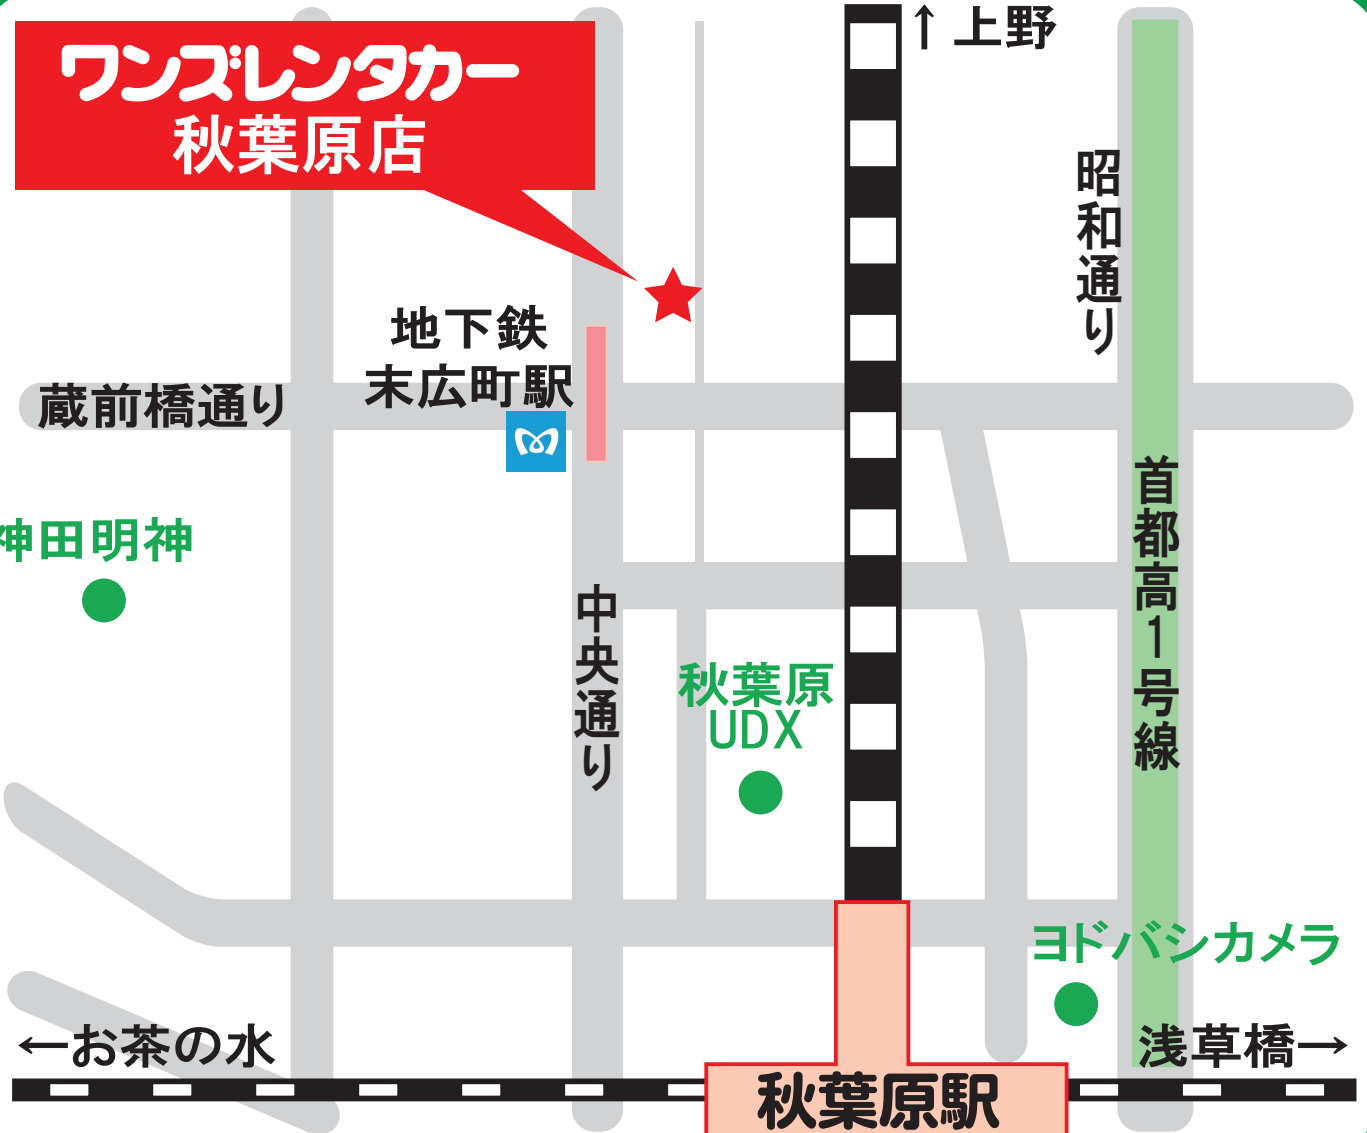 ↑上野
ワンズレンタカー
秋葉原店
昭和通り
地下鉄
末広町駅
蔵前橋通り
首都高1号線
神田明神
中央通り
秋葉原
UDX
ヨドバシカメラ
←お茶の水
浅草橋→
秋葉原駅